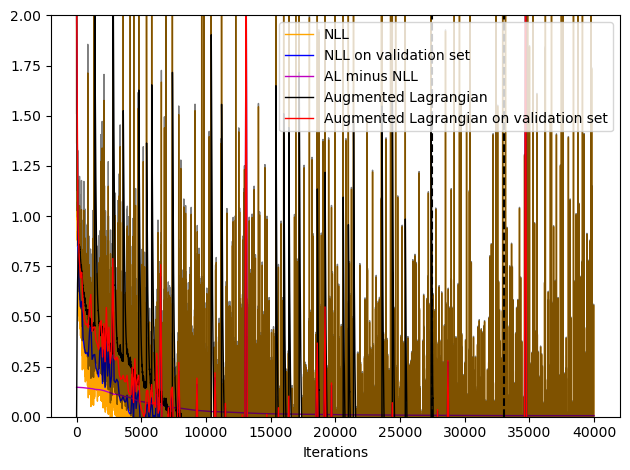 2.00
1.75
1.50
1.25
1.00
0.75
0.50
0.25
0.00
NLL
NLL on validation set
AL minus NLL
Augmented Lagrangian
Augmented Lagrangian on validation set
0 5000 10000 15000 20000 25000 30000 35000 40000
Iterations